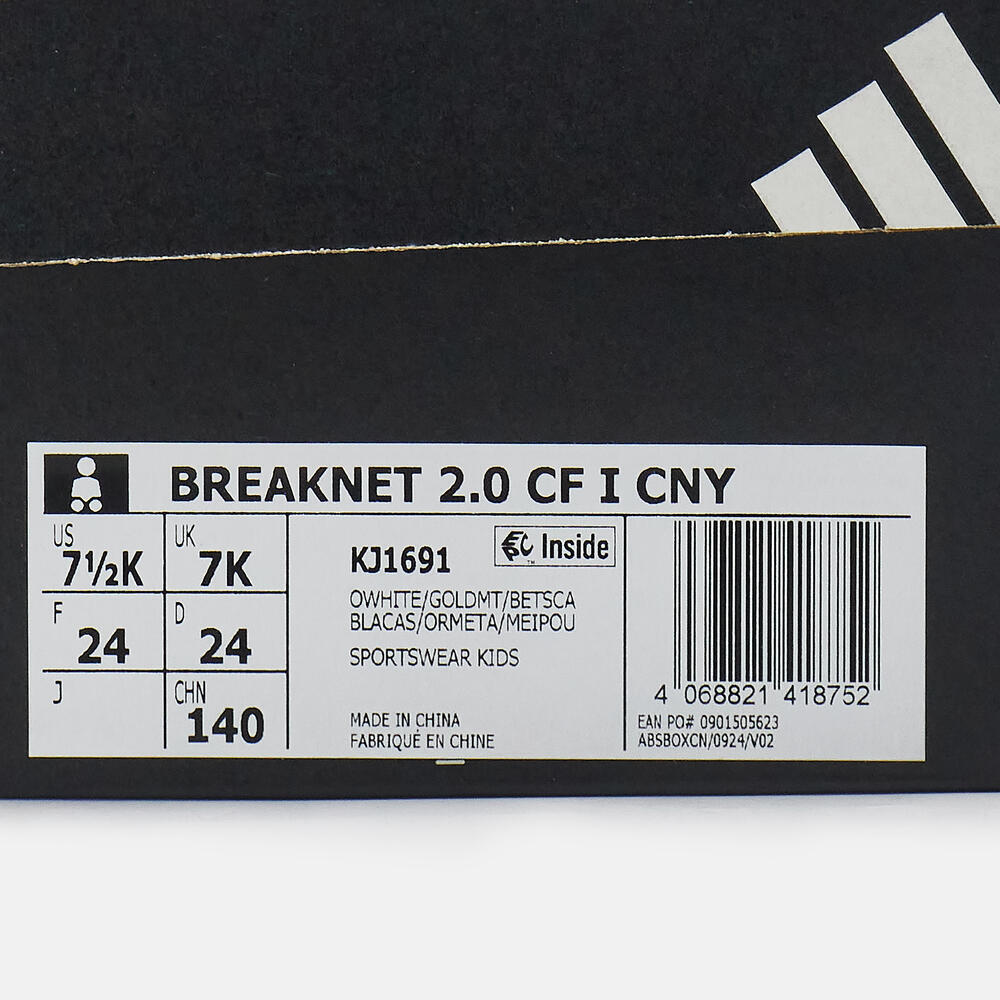 BREAKNET 2.0 CF I CNY
US
7½K
UK
7K
F
24
D
24
J
CHN
140
KJ1691
Inside
™
OWHITE/GOLDMT/BETSCA
BLACAS/ORMETA/MEIPOU
SPORTSWEAR KIDS
MADE IN CHINA
FABRIQUÉ EN CHINE
4 068821 418752
EAN PO# 0901505623
ABSBOXCN/0924/V02